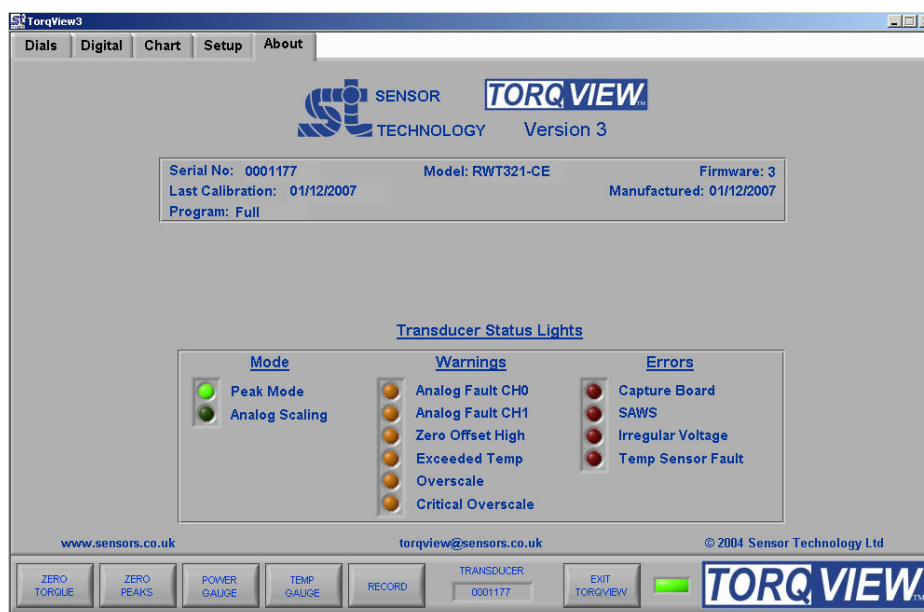 TorqView3
Dials Digital Chart Setup About
st SENSOR TECHNOLOGY
TORQVIEW TM
Version 3
Serial No: 0001177 Model: RWT321-CE Firmware: 3
Last Calibration: 01/12/2007 Manufactured: 01/12/2007
Program: Full
Transducer Status Lights
Mode Warnings Errors
Peak Mode Analog Fault CH0 Capture Board
Analog Scaling Analog Fault CH1 SAWS
Zero Offset High Irregular Voltage
Exceeded Temp Temp Sensor Fault
Overscale
Critical Overscale
www.sensors.co.uk torqview@sensors.co.uk © 2004 Sensor Technology Ltd
ZERO TORQUE
ZERO PEAKS
POWER GAUGE
TEMP GAUGE
RECORD
TRANSDUCER
0001177
EXIT TORQVIEW
TORQVIEW TM